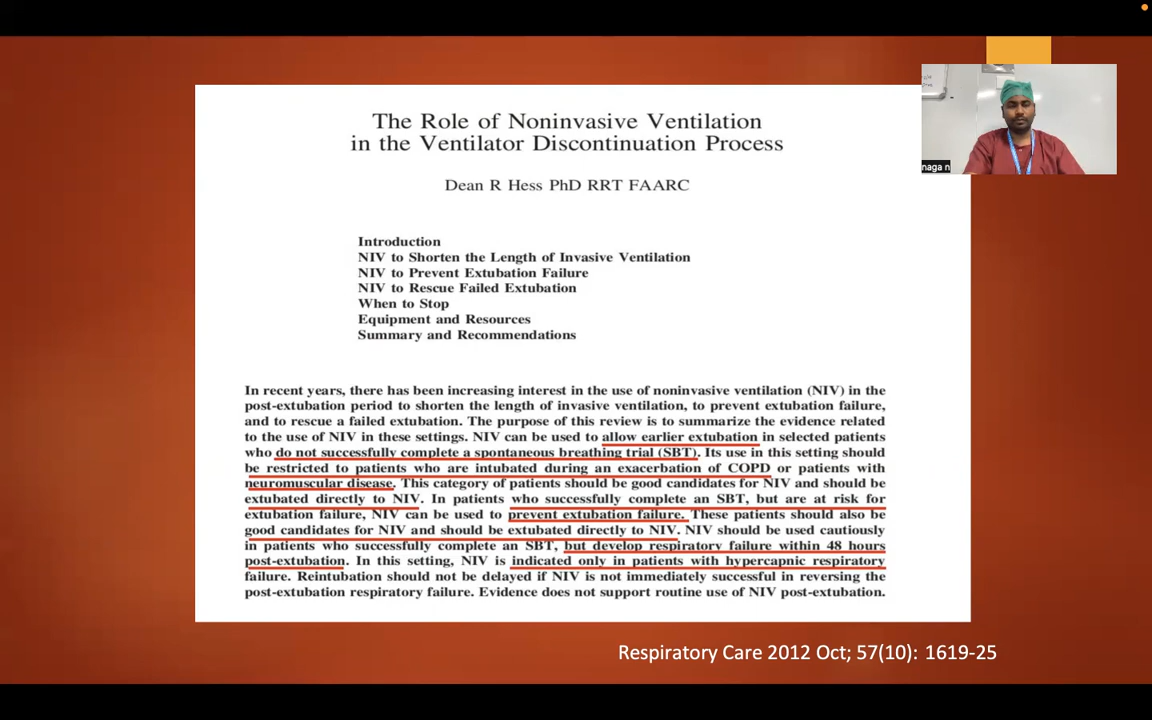 The Role of Noninvasive Ventilation
in the Ventilator Discontinuation Process
Dean R Hess PhD RRT FAARC
Introduction
NIV to Shorten the Length of Invasive Ventilation
NIV to Prevent Extubation Failure
NIV to Rescue Failed Extubation
When to Stop
Equipment and Resources
Summary and Recommendations
In recent years, there has been increasing interest in the use of noninvasive ventilation (NIV) in the
post-extubation period to shorten the length of invasive ventilation, to prevent extubation failure,
and to rescue a failed extubation. The purpose of this review is to summarize the evidence related
to the use of NIV in these settings. NIV can be used to allow earlier extubation in selected patients
who do not successfully complete a spontaneous breathing trial (SBT). Its use in this setting should
be restricted to patients who are intubated during an exacerbation of COPD or patients with
neuromuscular disease. This category of patients should be good candidates for NIV and should be
extubated directly to NIV. In patients who successfully complete an SBT, but are at risk for
extubation failure, NIV can be used to prevent extubation failure. These patients should also be
good candidates for NIV and should be extubated directly to NIV. NIV should be used cautiously
in patients who successfully complete an SBT, but develop respiratory failure within 48 hours
post-extubation. In this setting, NIV is indicated only in patients with hypercapnic respiratory
failure. Reintubation should not be delayed if NIV is not immediately successful in reversing the
post-extubation respiratory failure. Evidence does not support routine use of NIV post-extubation.
Respiratory Care 2012 Oct; 57(10): 1619-25
naga n